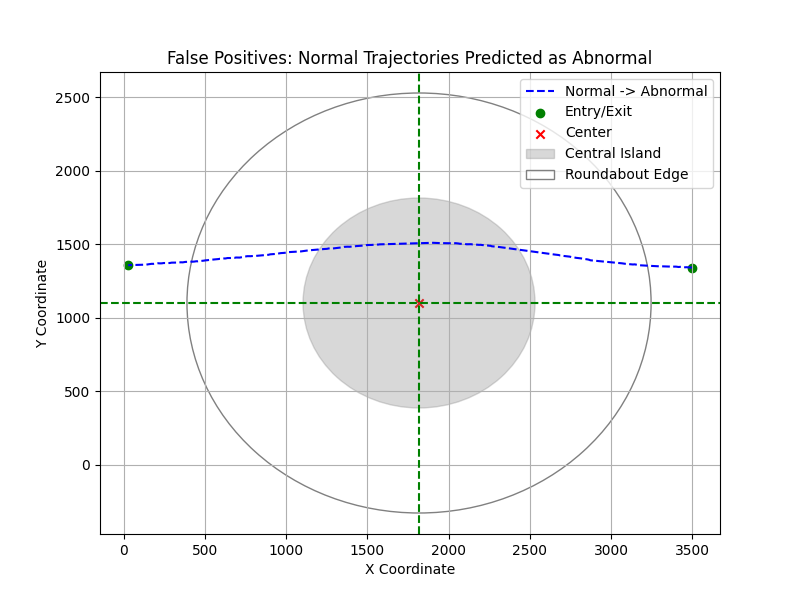 False Positives: Normal Trajectories Predicted as Abnormal
Normal -> Abnormal
Entry/Exit
Center
Central Island
Roundabout Edge
Y Coordinate
2500
2000
1500
1000
500
0
0 500 1000 1500 2000 2500 3000 3500
X Coordinate